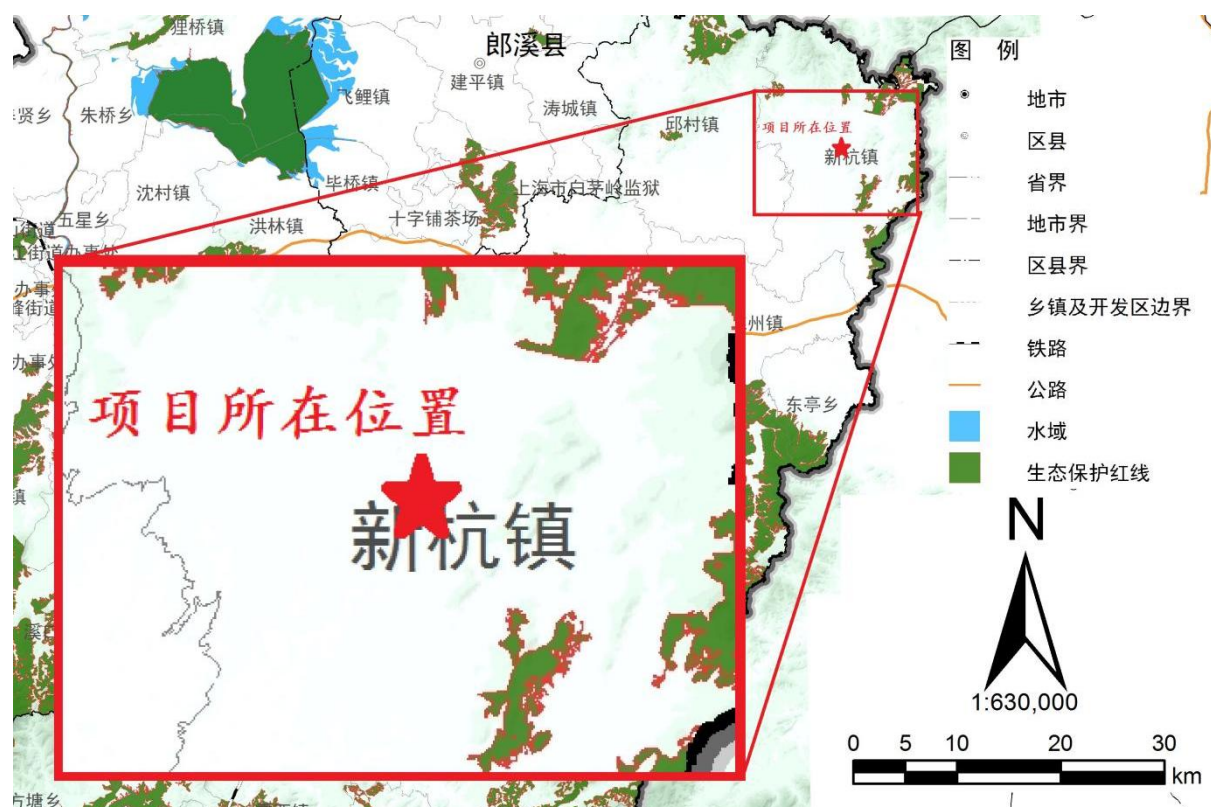 狸桥镇
郎溪县
建平镇
飞鲤镇
涛城镇
朱桥乡
邱村镇
项目所在位置
新杭镇
沈村镇
毕桥镇
上海市白茅岭监狱
五星乡
洪林镇
十字铺茶场
东亭乡
项目所在位置
新杭镇
图 例
地市
区县
省界
地市界
区县界
乡镇及开发区边界
铁路
公路
水域
生态保护红线
N
1:630,000
0 5 10 20 30
km
方塘乡